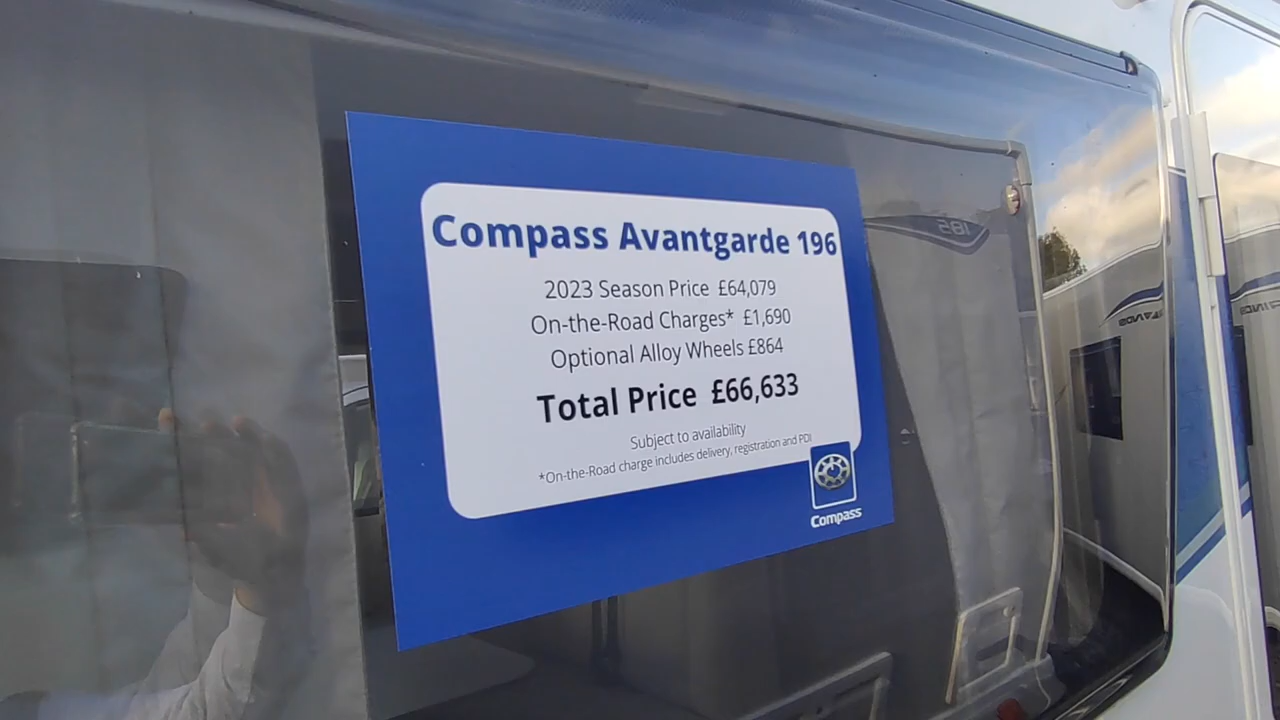 Compass Avantgarde 196
2023 Season Price £64,079
On-the-Road Charges* £1,690
Optional Alloy Wheels £864
Total Price £66,633
Subject to availability
*On-the-Road charge includes delivery, registration and PDI
Compass